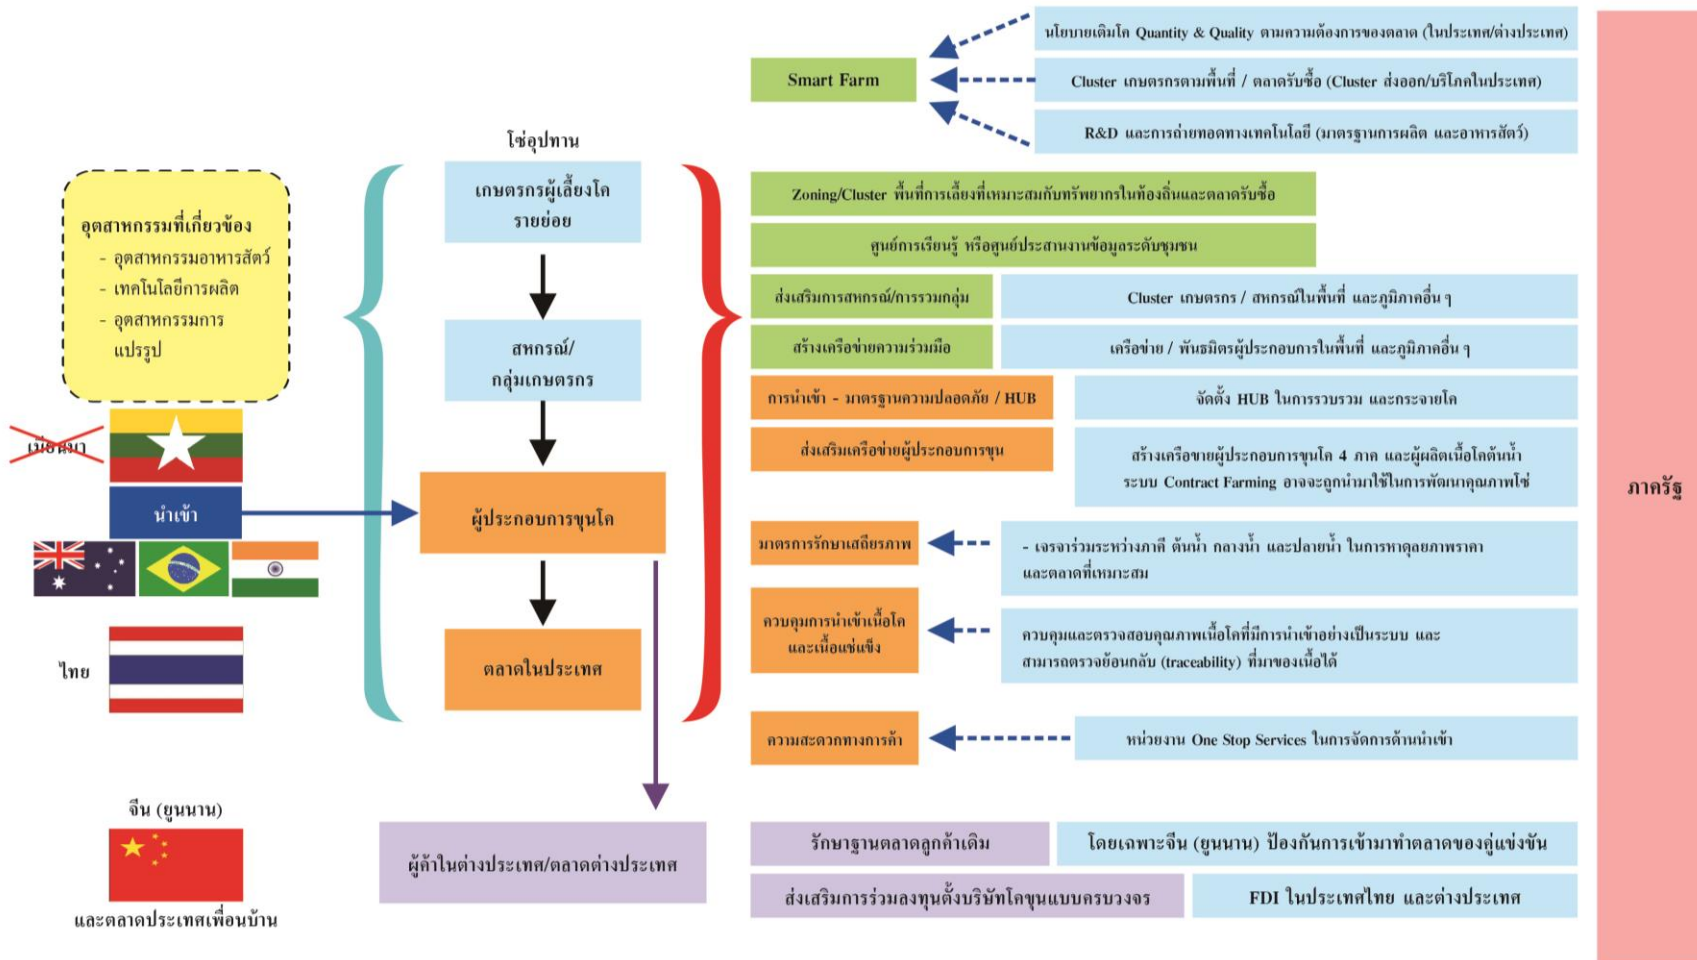 นโยบายเติมโค Quantity & Quality ตามความต้องการของตลาด (ในประเทศ/ต่างประเทศ)
Smart Farm
Cluster เกษตรกรตามพื้นที่ / ตลาดรับซื้อ (Cluster ส่งออก/บริโภคในประเทศ)
R&D และการถ่ายทอดทางเทคโนโลยี (มาตรฐานการผลิต และอาหารสัตว์)
โซ่อุปทาน
เกษตรกรผู้เลี้ยงโค
รายย่อย
สหกรณ์/
กลุ่มเกษตรกร
ผู้ประกอบการขุนโค
ตลาดในประเทศ
อุตสาหกรรมที่เกี่ยวข้อง
- อุตสาหกรรมอาหารสัตว์
- เทคโนโลยีการผลิต
- อุตสาหกรรมการ
แปรรูป
เมียนมา
นำเข้า
ไทย
จีน (ยูนนาน)
และตลาดประเทศเพื่อนบ้าน
ผู้ค้าในต่างประเทศ/ตลาดต่างประเทศ
Zoning/Cluster พื้นที่การเลี้ยงที่เหมาะสมกับทรัพยากรในท้องถิ่นและตลาดรับซื้อ
ศูนย์การเรียนรู้ หรือศูนย์ประสานงานข้อมูลระดับชุมชน
ส่งเสริมการสหกรณ์/การรวมกลุ่ม
Cluster เกษตรกร / สหกรณ์ในพื้นที่ และภูมิภาคอื่น ๆ
สร้างเครือข่ายความร่วมมือ
เครือข่าย / พันธมิตรผู้ประกอบการในพื้นที่ และภูมิภาคอื่น ๆ
การนำเข้า - มาตรฐานความปลอดภัย / HUB
จัดตั้ง HUB ในการรวบรวม และกระจายโค
ส่งเสริมเครือข่ายผู้ประกอบการขุน
สร้างเครือขายผู้ประกอบการขุนโค 4 ภาค และผู้ผลิตเนื้อโคต้นน้ำ
ระบบ Contract Farming อาจจะถูกนำมาใช้ในการพัฒนาคุณภาพโซ่
มาตรการรักษาเสถียรภาพ
- เจรจาร่วมระหว่างภาคี ต้นน้ำ กลางน้ำ และปลายน้ำ ในการหาดุลยภาพราคา
และตลาดที่เหมาะสม
ควบคุมการนำเข้าเนื้อโค
และเนื้อแช่แข็ง
ควบคุมและตรวจสอบคุณภาพเนื้อโคที่มีการนำเข้าอย่างเป็นระบบ และ
สามารถตรวจย้อนกลับ (traceability) ที่มาของเนื้อได้
ความสะดวกทางการค้า
หน่วยงาน One Stop Services ในการจัดการด้านนำเข้า
รักษาฐานตลาดลูกค้าเดิม
โดยเฉพาะจีน (ยูนนาน) ป้องกันการเข้ามาทำตลาดของคู่แข่งขัน
ส่งเสริมการร่วมลงทุนตั้งบริษัทโคขุนแบบครบวงจร
FDI ในประเทศไทย และต่างประเทศ
ภาครัฐ